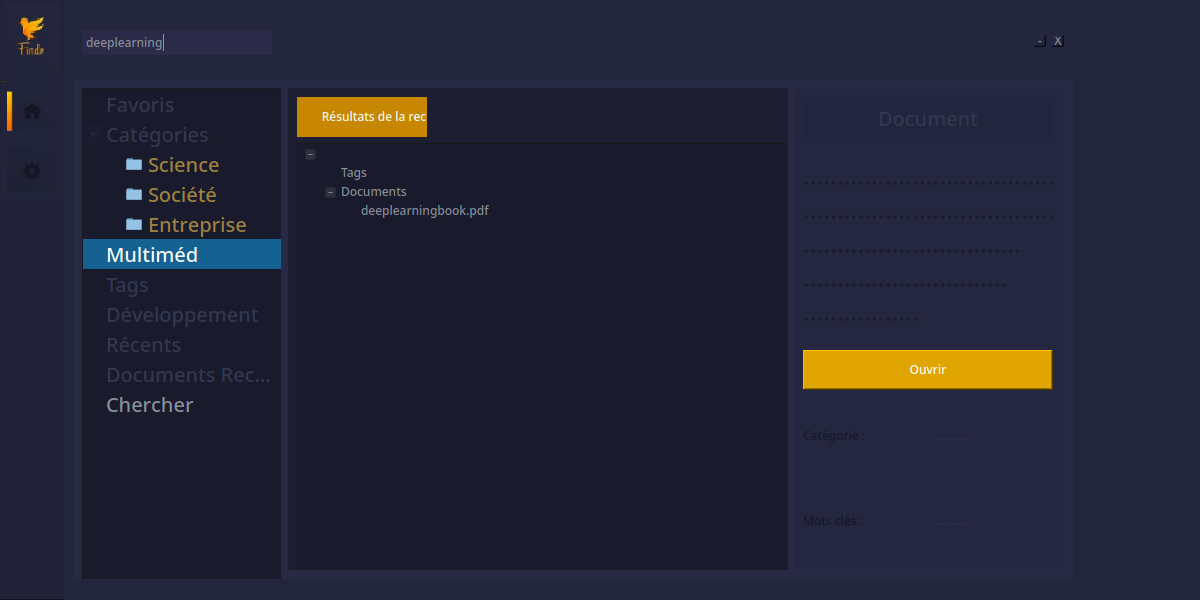 Findin
deeplearning
- X
Favoris
Catégories
Science
Société
Entreprise
Multiméd
Tags
Développement
Récents
Documents Rec...
Chercher
Résultats de la rec
Tags
Documents
deeplearningbook.pdf
Document
Ouvrir
Catégorie :
Mots clés :